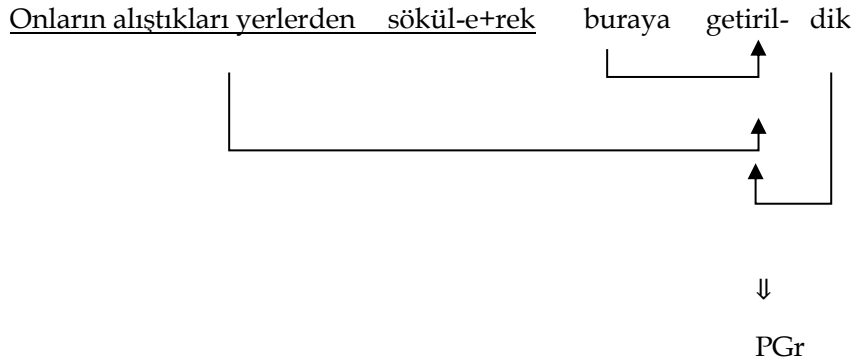 Onların alıştıkları yerlerden sökül-e+rek buraya getiril- dik
⇓
PGr